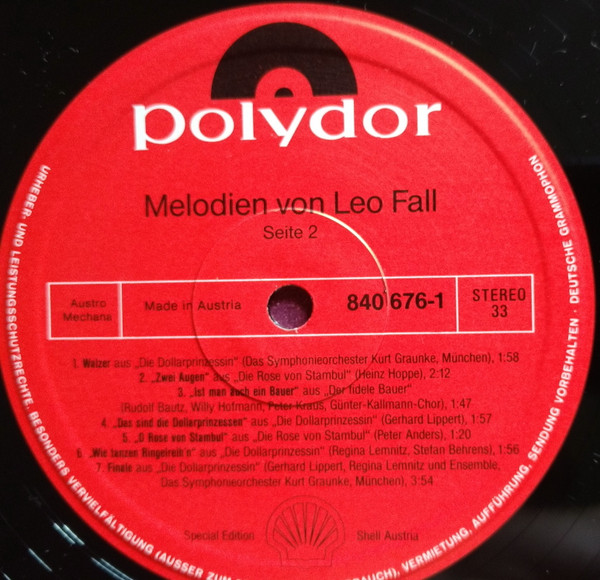 polydor
Melodien von Leo Fall
Seite 2
Austro
Mechana
Made in Austria
840 676-1
STEREO
33
1. Walzer aus „Die Dollarprinzessin" (Das Symphonieorchester Kurt Graunke, München), 1:58
2. „Zwei Augen" aus „Die Rose von Stambul" (Heinz Hoppe), 2:12
3. „Ist man auch ein Bauer" aus „Der fidele Bauer"
(Rudolf Bautz, Willy Hofmann, Peter Kraus, Günter-Kallmann-Chor), 1:47
4. „Das sind die Dollarprinzessen" aus „Die Dollarprinzessin" (Gerhard Lippert), 1:57
5. „O Rose von Stambul" aus „Die Rose von Stambul" (Peter Anders), 1:20
6. „Wir tanzen Ringelreih'n" aus „Die Dollarprinzessin" (Regina Lemnitz, Stefan Behrens), 1:56
7. Finale aus „Die Dollarprinzessin" (Gerhard Lippert, Regina Lemnitz und Ensemble,
Das Symphonieorchester Kurt Graunke, München), 3:54
Special Edition
Shell Austria
URHEBER- UND LEISTUNGSSCHUTZRECHTE. BESONDERS VERVIELFÄLTIGUNG (AUSSER ZUM
GEBRAUCH), VERMIETUNG, AUFFÜHRUNG, SENDUNG VORBEHALTEN · DEUTSCHE GRAMMOPHON